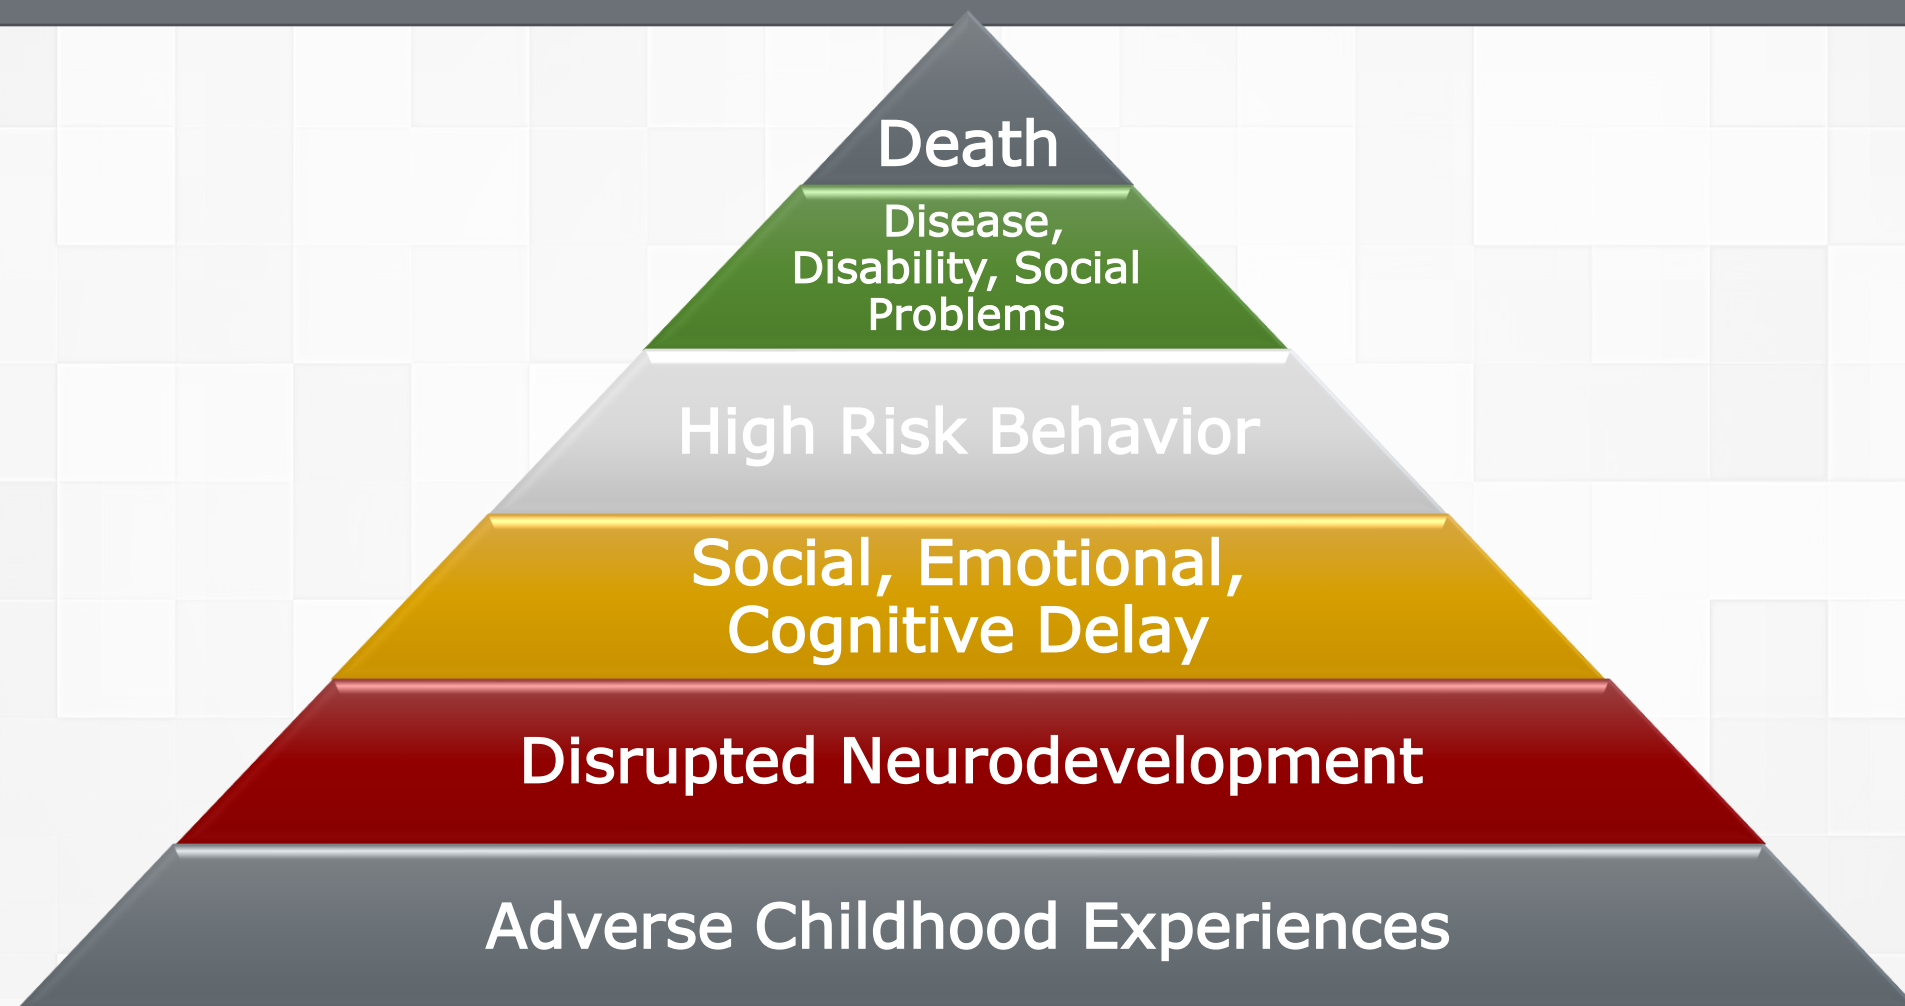 Death
Disease,
Disability, Social
Problems
High Risk Behavior
Social, Emotional,
Cognitive Delay
Disrupted Neurodevelopment
Adverse Childhood Experiences